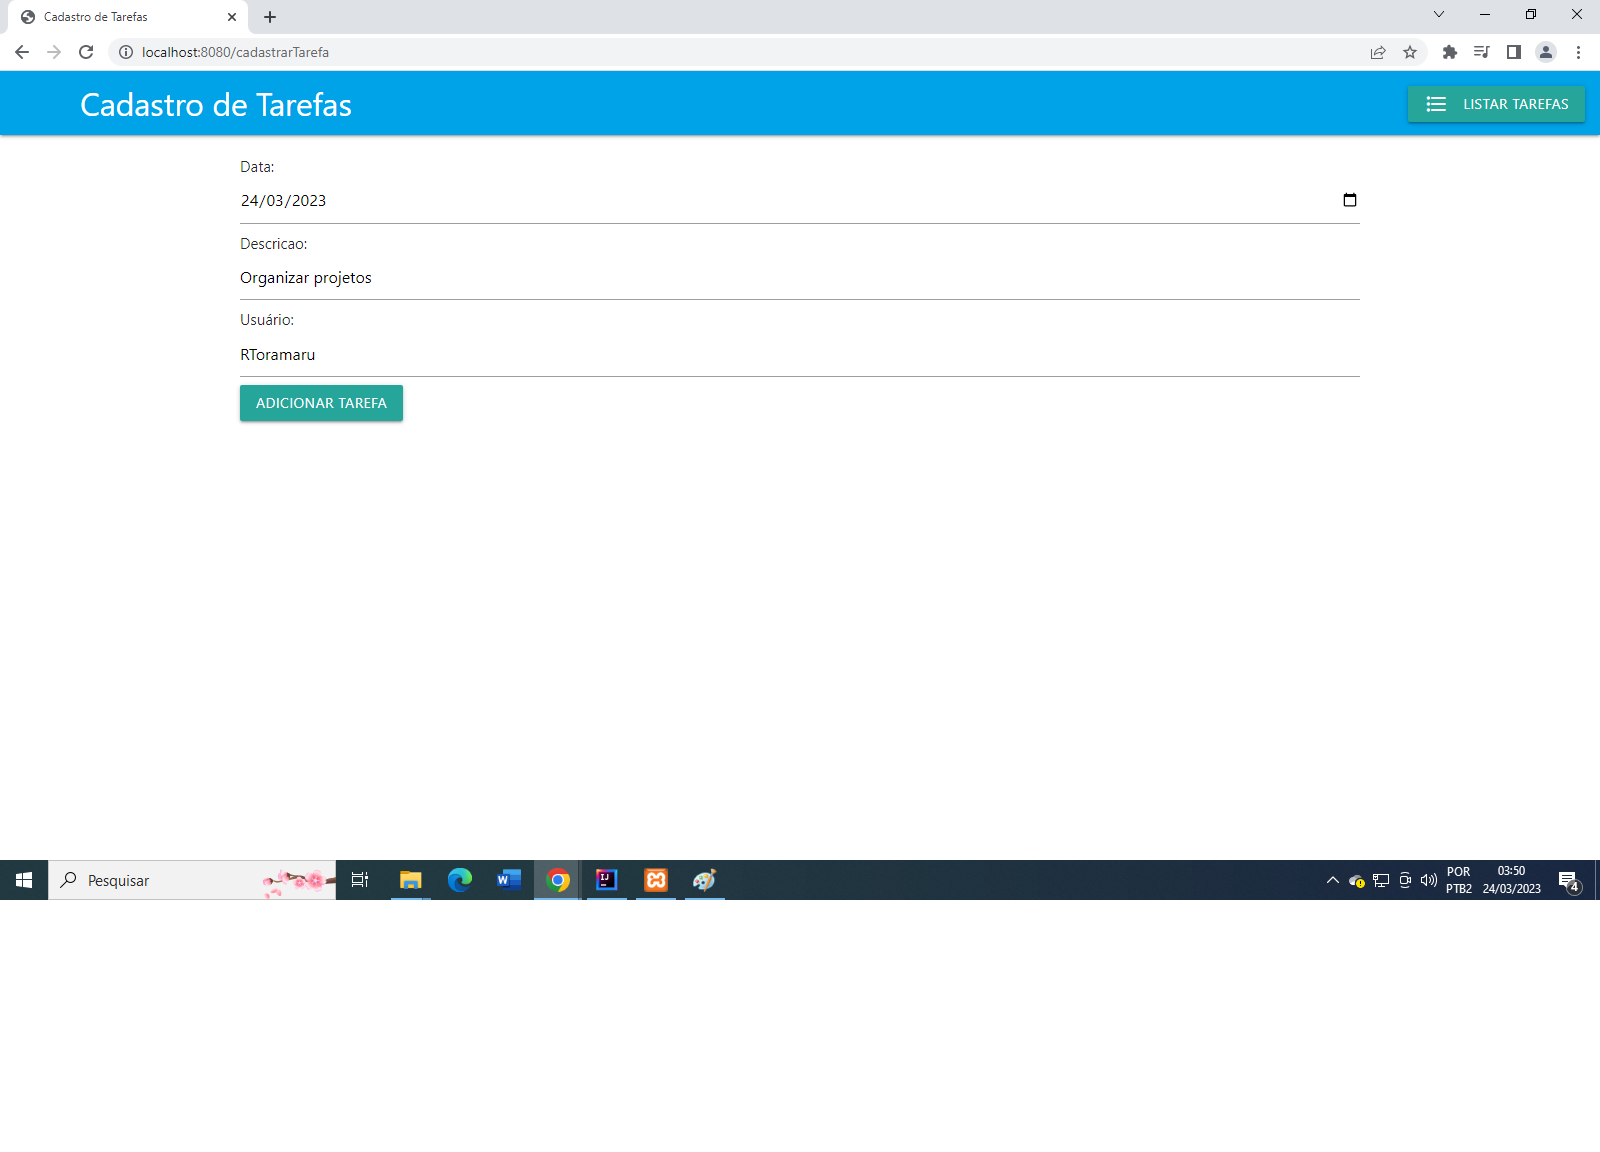 Cadastro de Tarefas
localhost:8080/cadastrarTarefa
Cadastro de Tarefas
LISTAR TAREFAS
Data:
24/03/2023
Descricao:
Organizar projetos
Usuário:
RToramaru
ADICIONAR TAREFA
Pesquisar
W
IJ
POR
PTB2
03:50
24/03/2023
4